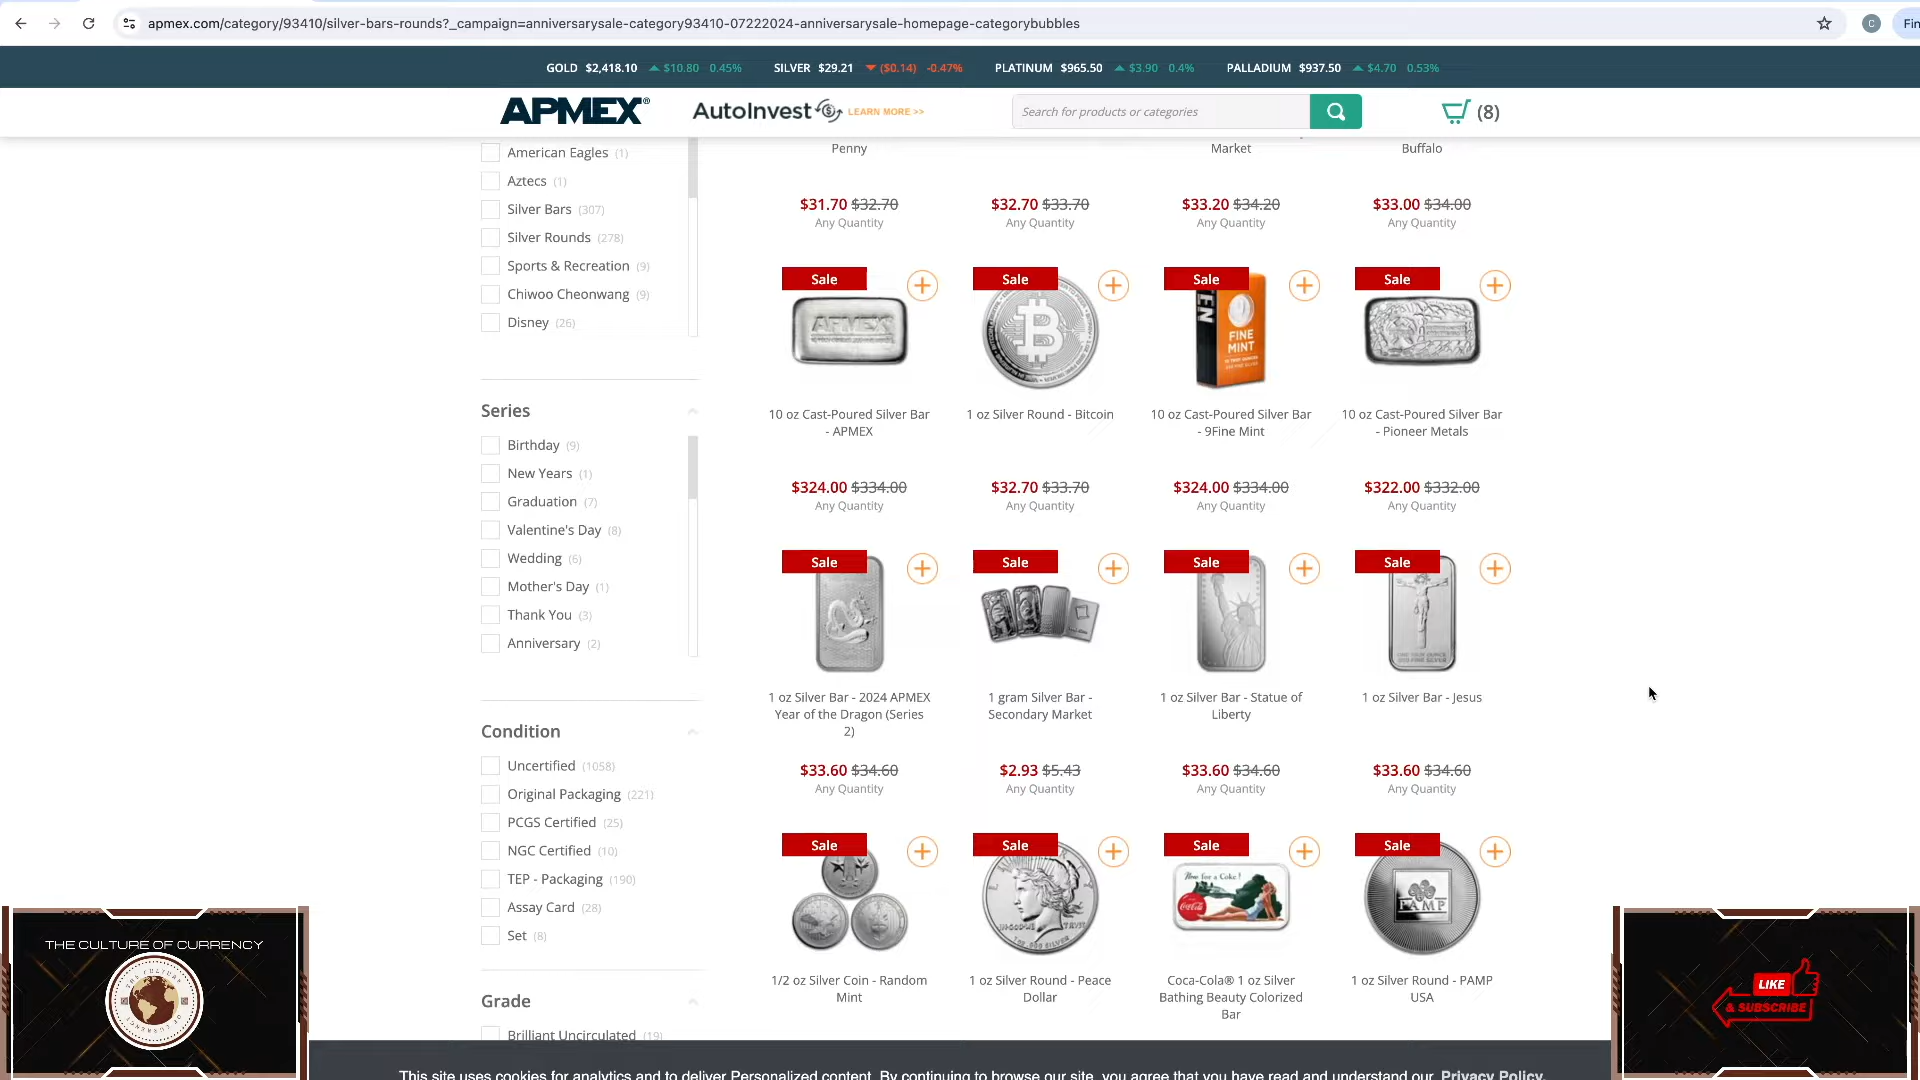 apmex.com/category/93410/silver-bars-rounds?_campaign=anniversarysale-category93410-07222024-anniversarysale-homepage-categorybubbles
C
Fin
GOLD $2,418.10 $10.80 0.45% SILVER $29.21 ($0.14) -0.47% PLATINUM $965.50 $3.90 0.4% PALLADIUM $937.50 $4.70 0.53%
APMEX® AutoInvest LEARN MORE >> Search for products or categories (8)
American Eagles (1)
Aztecs (1)
Silver Bars (307)
Silver Rounds (278)
Sports & Recreation (9)
Chiwoo Cheonwang (9)
Disney (26)
Series
Birthday (9)
New Years (1)
Graduation (7)
Valentine's Day (8)
Wedding (6)
Mother's Day (1)
Thank You (3)
Anniversary (2)
Condition
Uncertified (1058)
Original Packaging (221)
PCGS Certified (25)
NGC Certified (10)
TEP - Packaging (190)
Assay Card (28)
Set (8)
Grade
Brilliant Uncirculated (19)
Penny
Market
Buffalo
$31.70 $32.70
Any Quantity
$32.70 $33.70
Any Quantity
$33.20 $34.20
Any Quantity
$33.00 $34.00
Any Quantity
Sale
APMEX
10 oz Cast-Poured Silver Bar
- APMEX
$324.00 $334.00
Any Quantity
Sale
1 oz Silver Round - Bitcoin
$32.70 $33.70
Any Quantity
Sale
FINE
MINT
10 oz Cast-Poured Silver Bar
- 9Fine Mint
$324.00 $334.00
Any Quantity
Sale
10 oz Cast-Poured Silver Bar
- Pioneer Metals
$322.00 $332.00
Any Quantity
Sale
1 oz Silver Bar - 2024 APMEX
Year of the Dragon (Series
2)
$33.60 $34.60
Any Quantity
Sale
1 gram Silver Bar -
Secondary Market
$2.93 $5.43
Any Quantity
Sale
1 oz Silver Bar - Statue of
Liberty
$33.60 $34.60
Any Quantity
Sale
1 oz Silver Bar - Jesus
$33.60 $34.60
Any Quantity
Sale
1/2 oz Silver Coin - Random
Mint
Sale
1 oz Silver Round - Peace
Dollar
Sale
Have a Coke!
Coca-Cola
Coca-Cola® 1 oz Silver
Bathing Beauty Colorized
Bar
Sale
PAMP
1 oz Silver Round - PAMP
USA
THE CULTURE OF CURRENCY
THE CULTURE
OF CURRENCY
LIKE
& SUBSCRIBE
This site uses cookies for analytics and to deliver Personalized content. By continuing to browse our site, you agree that you have read and understand our Privacy Policy.